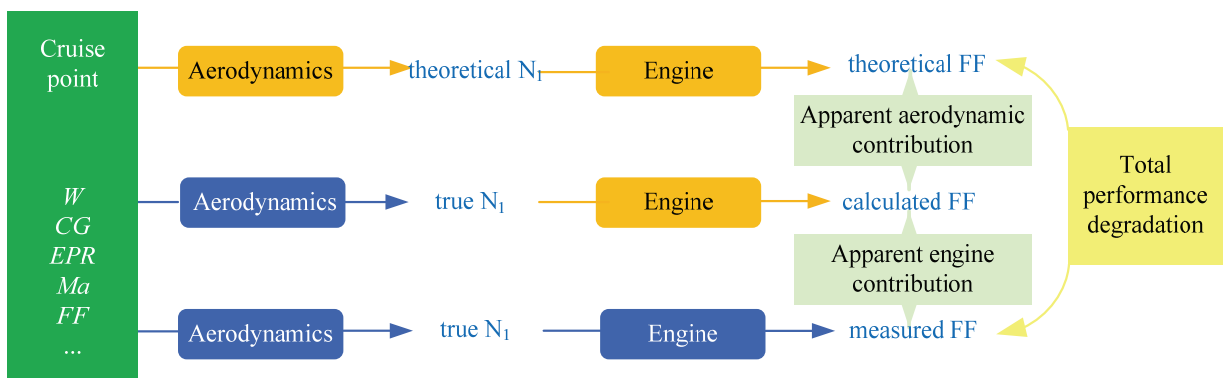 Cruise
point
W
CG
EPR
Ma
FF
...
Aerodynamics
theoretical N₁
Engine
theoretical FF
Apparent aerodynamic
contribution
Aerodynamics
true N₁
Engine
calculated FF
Apparent engine
contribution
Aerodynamics
true N₁
Engine
measured FF
Total
performance
degradation